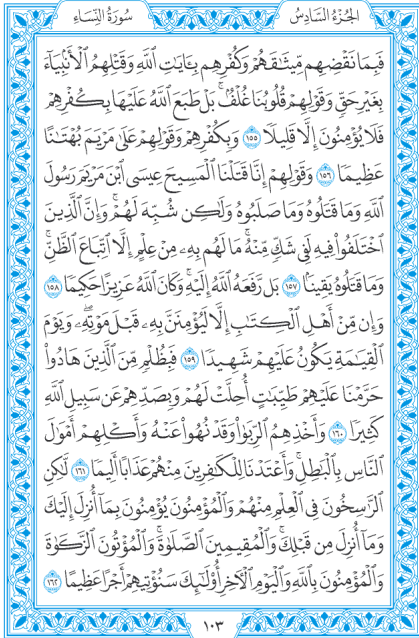 الجُزءُ السَّادِسُ
سُورَةُ النِّسَاءِ
فَبِمَا نَقْضِهِم مِّيثَٰقَهُمْ وَكُفْرِهِم بِـَٔايَٰتِ ٱللَّهِ وَقَتْلِهِمُ ٱلْأَنۢبِيَآءَ
بِغَيْرِ حَقٍّ وَقَوْلِهِمْ قُلُوبُنَا غُلْفٌۢ ۚ بَلْ طَبَعَ ٱللَّهُ عَلَيْهَا بِكُفْرِهِمْ
فَلَا يُؤْمِنُونَ إِلَّا قَلِيلًا ١٥٥ وَبِكُفْرِهِمْ وَقَوْلِهِمْ عَلَىٰ مَرْيَمَ بُهْتَٰنًا
عَظِيمًا ١٥٦ وَقَوْلِهِمْ إِنَّا قَتَلْنَا ٱلْمَسِيحَ عِيسَى ٱبْنَ مَرْيَمَ رَسُولَ
ٱللَّهِ وَمَا قَتَلُوهُ وَمَا صَلَبُوهُ وَلَٰكِن شُبِّهَ لَهُمْ ۚ وَإِنَّ ٱلَّذِينَ
ٱخْتَلَفُوا۟ فِيهِ لَفِى شَكٍّ مِّنْهُ ۚ مَا لَهُم بِهِۦ مِنْ عِلْمٍ إِلَّا ٱتِّبَاعَ ٱلظَّنِّ ۚ
وَمَا قَتَلُوهُ يَقِينًۢا ١٥٧ بَل رَّفَعَهُ ٱللَّهُ إِلَيْهِ ۚ وَكَانَ ٱللَّهُ عَزِيزًا حَكِيمًا ١٥٨
وَإِن مِّنْ أَهْلِ ٱلْكِتَٰبِ إِلَّا لَيُؤْمِنَنَّ بِهِۦ قَبْلَ مَوْتِهِۦ ۖ وَيَوْمَ
ٱلْقِيَٰمَةِ يَكُونُ عَلَيْهِمْ شَهِيدًا ١٥٩ فَبِظُلْمٍ مِّنَ ٱلَّذِينَ هَادُوا۟
حَرَّمْنَا عَلَيْهِمْ طَيِّبَٰتٍ أُحِلَّتْ لَهُمْ وَبِصَدِّهِمْ عَن سَبِيلِ ٱللَّهِ
كَثِيرًا ١٦٠ وَأَخْذِهِمُ ٱلرِّبَوٰا۟ وَقَدْ نُهُوا۟ عَنْهُ وَأَكْلِهِمْ أَمْوَٰلَ
ٱلنَّاسِ بِٱلْبَٰطِلِ ۚ وَأَعْتَدْنَا لِلْكَٰفِرِينَ مِنْهُمْ عَذَابًا أَلِيمًا ١٦١ لَّٰكِنِ
ٱلرَّٰسِخُونَ فِى ٱلْعِلْمِ مِنْهُمْ وَٱلْمُؤْمِنُونَ يُؤْمِنُونَ بِمَآ أُنزِلَ إِلَيْكَ
وَمَآ أُنزِلَ مِن قَبْلِكَ ۚ وَٱلْمُقِيمِينَ ٱلصَّلَوٰةَ ۚ وَٱلْمُؤْتُونَ ٱلزَّكَوٰةَ
وَٱلْمُؤْمِنُونَ بِٱللَّهِ وَٱلْيَوْمِ ٱلْءَاخِرِ أُو۟لَٰٓئِكَ سَنُؤْتِيهِمْ أَجْرًا عَظِيمًا ١٦٢
١٠٣